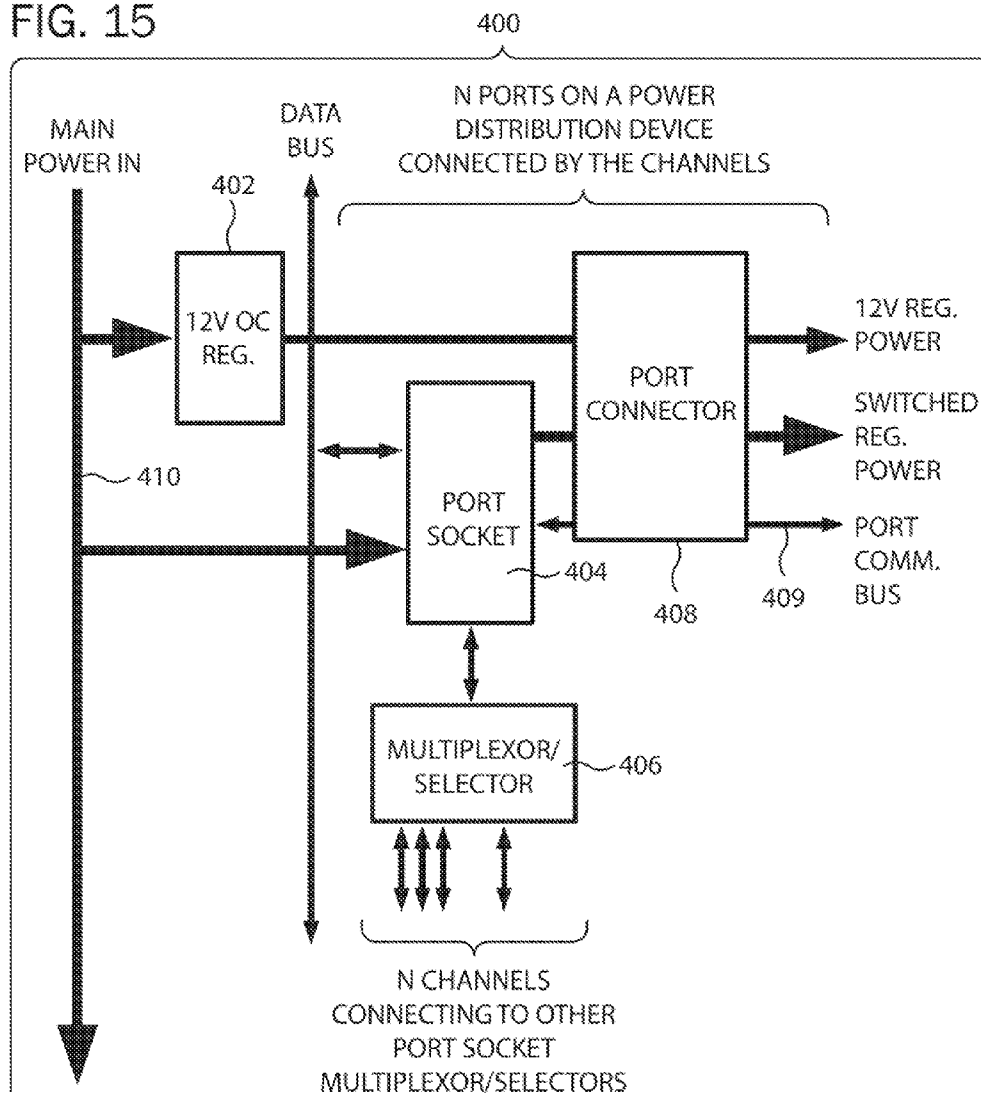 FIG. 15
400
MAIN
POWER IN
DATA
BUS
N PORTS ON A POWER
DISTRIBUTION DEVICE
CONNECTED BY THE CHANNELS
402
12V OC
REG.
PORT
CONNECTOR
12V REG.
POWER
SWITCHED
REG.
POWER
410
PORT
SOCKET
404
408
409
PORT
COMM.
BUS
MULTIPLEXOR/
SELECTOR
406
N CHANNELS
CONNECTING TO OTHER
PORT SOCKET
MULTIPLEXOR/SELECTORS